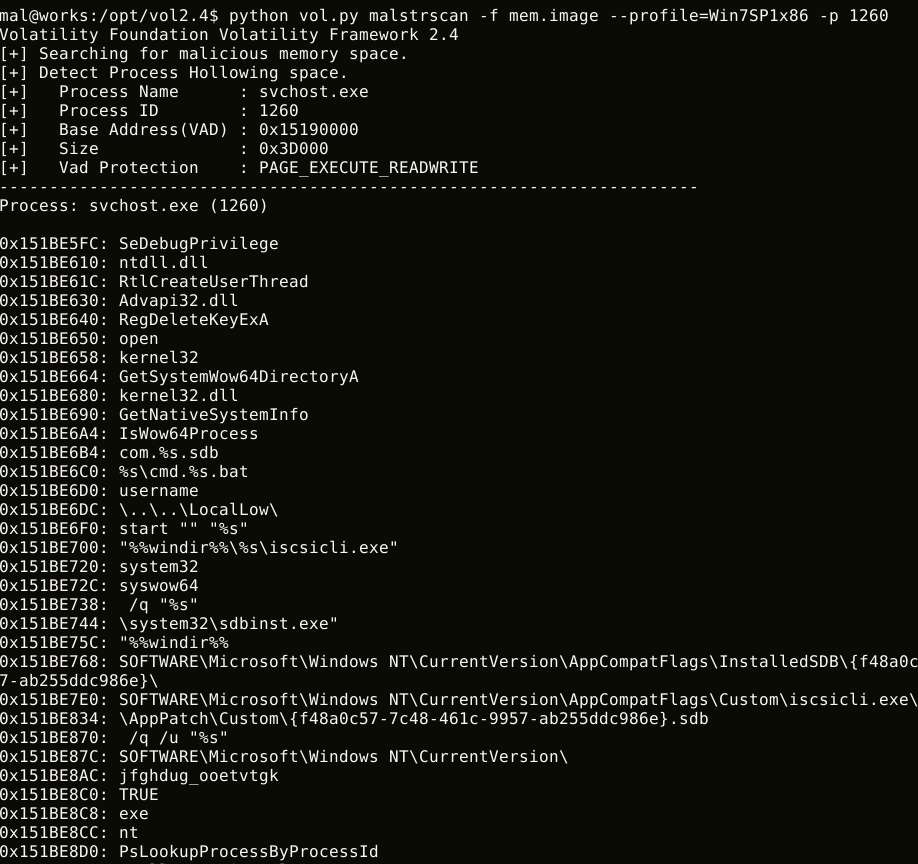 mal@works:/opt/vol2.4$ python vol.py malstrscan -f mem.image --profile=Win7SP1x86 -p 1260
Volatility Foundation Volatility Framework 2.4
[+] Searching for malicious memory space.
[+] Detect Process Hollowing space.
[+]   Process Name      : svchost.exe
[+]   Process ID        : 1260
[+]   Base Address(VAD) : 0x15190000
[+]   Size              : 0x3D000
[+]   Vad Protection    : PAGE_EXECUTE_READWRITE
----------------------------------------------------------------------
Process: svchost.exe (1260)
0x151BE5FC: SeDebugPrivilege
0x151BE610: ntdll.dll
0x151BE61C: RtlCreateUserThread
0x151BE630: Advapi32.dll
0x151BE640: RegDeleteKeyExA
0x151BE650: open
0x151BE658: kernel32
0x151BE664: GetSystemWow64DirectoryA
0x151BE680: kernel32.dll
0x151BE690: GetNativeSystemInfo
0x151BE6A4: IsWow64Process
0x151BE6B4: com.%s.sdb
0x151BE6C0: %s\cmd.%s.bat
0x151BE6D0: username
0x151BE6DC: \..\..\LocalLow\
0x151BE6F0: start "" "%s"
0x151BE700: "%%windir%%\%s\iscsicli.exe"
0x151BE720: system32
0x151BE72C: syswow64
0x151BE738:  /q "%s"
0x151BE744: \system32\sdbinst.exe"
0x151BE75C: "%%windir%%
0x151BE768: SOFTWARE\Microsoft\Windows NT\CurrentVersion\AppCompatFlags\InstalledSDB\{f48a0c
7-ab255ddc986e}\
0x151BE7E0: SOFTWARE\Microsoft\Windows NT\CurrentVersion\AppCompatFlags\Custom\iscsicli.exe\
0x151BE834: \AppPatch\Custom\{f48a0c57-7c48-461c-9957-ab255ddc986e}.sdb
0x151BE870:  /q /u "%s"
0x151BE87C: SOFTWARE\Microsoft\Windows NT\CurrentVersion\
0x151BE8AC: jfghdug_ooetvtgk
0x151BE8C0: TRUE
0x151BE8C8: exe
0x151BE8CC: nt
0x151BE8D0: PsLookupProcessByProcessId